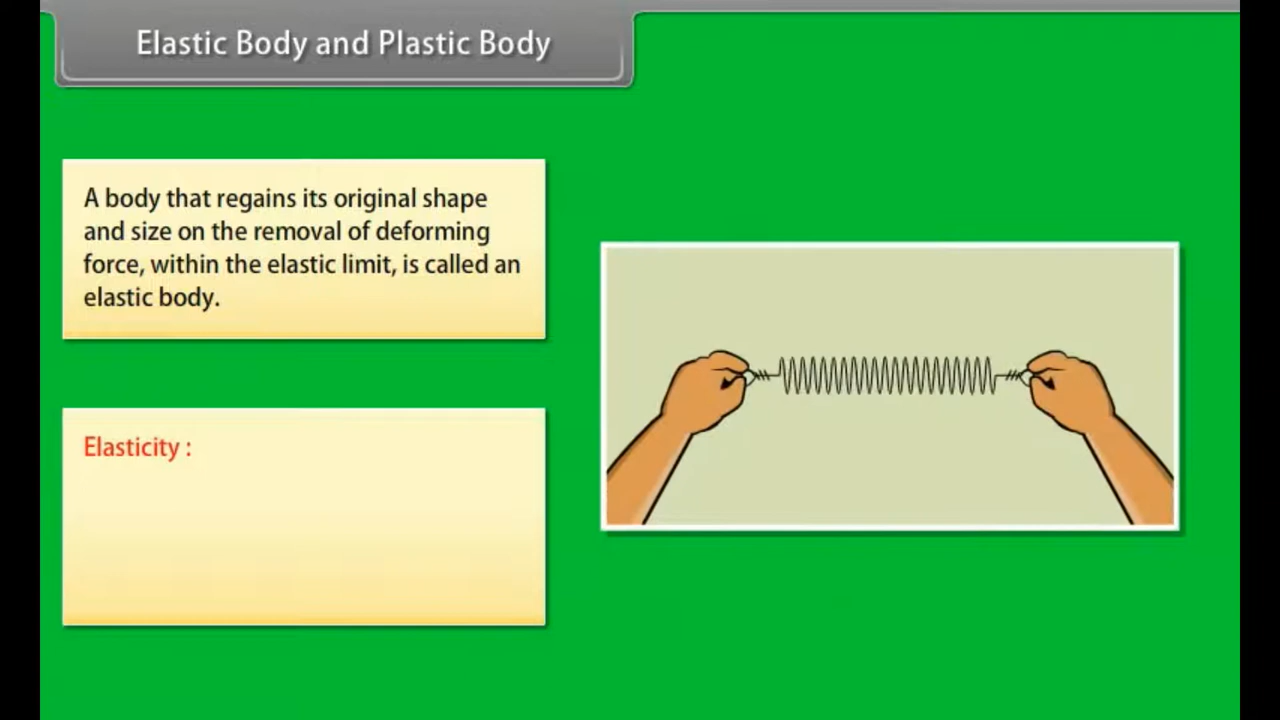 Elastic Body and Plastic Body
A body that regains its original shape
and size on the removal of deforming
force, within the elastic limit, is called an
elastic body.
Elasticity :